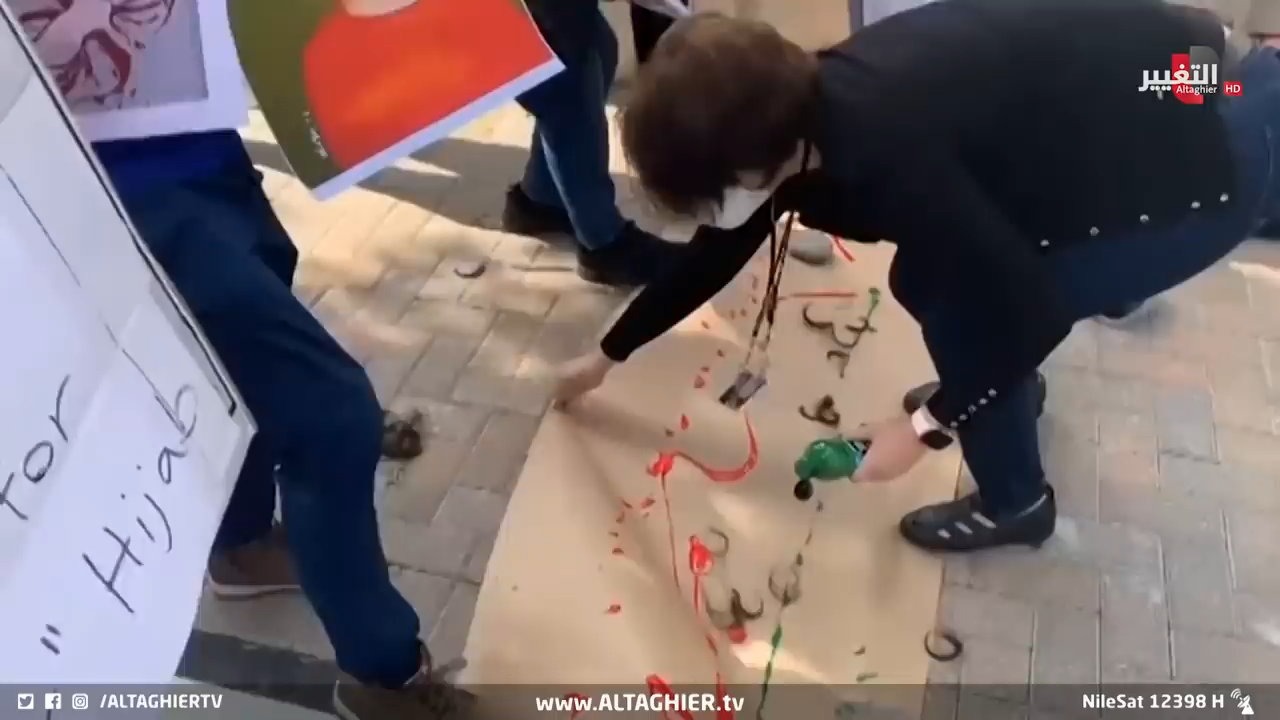 التغيير
Altaghier HD
for
"Hijab
/ALTAGHIERTV
www.ALTAGHIER.tv
NileSat 12398 H